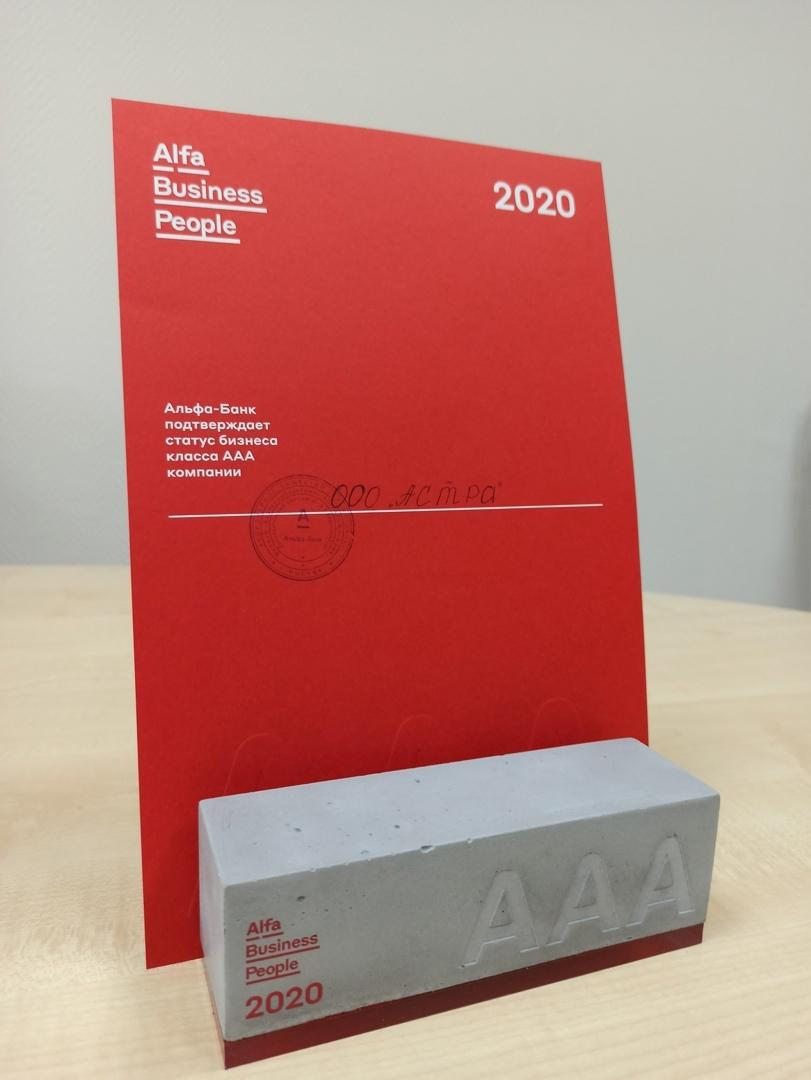 Alfa
Business
People
2020
Альфа-Банк
подтверждает
статус бизнеса
класса ААА
компании
ООО „АСтра"
А
Альфа-Банк
МОСКВА
AAA
Alfa
Business
People
2020